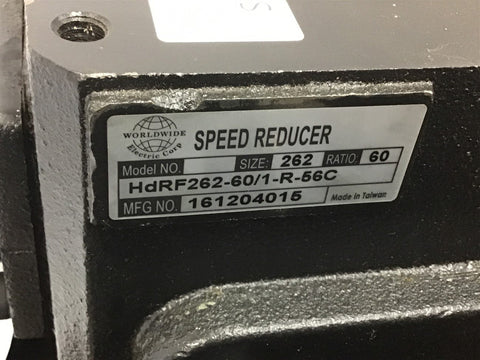 WORLDWIDE
Electric Corp
SPEED REDUCER
Model NO. SIZE: 262 RATIO: 60
HdRF262-60/1-R-56C
MFG NO. 161204015 Made in Taiwan